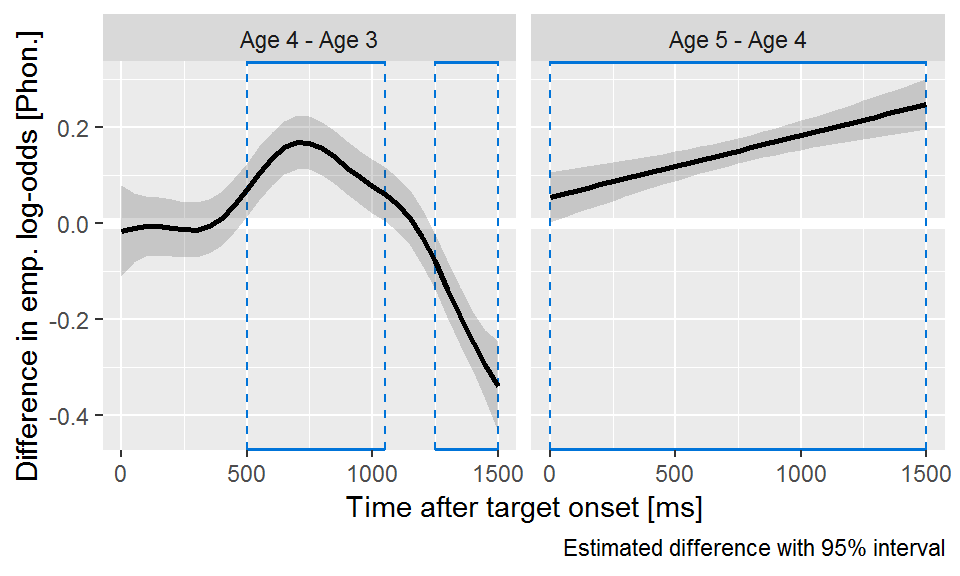 Age 4 - Age 3
Age 5 - Age 4
Difference in emp. log-odds [Phon.]
0.2
0.0
-0.2
-0.4
0
500
1000
1500
0
500
1000
1500
Time after target onset [ms]
Estimated difference with 95% interval